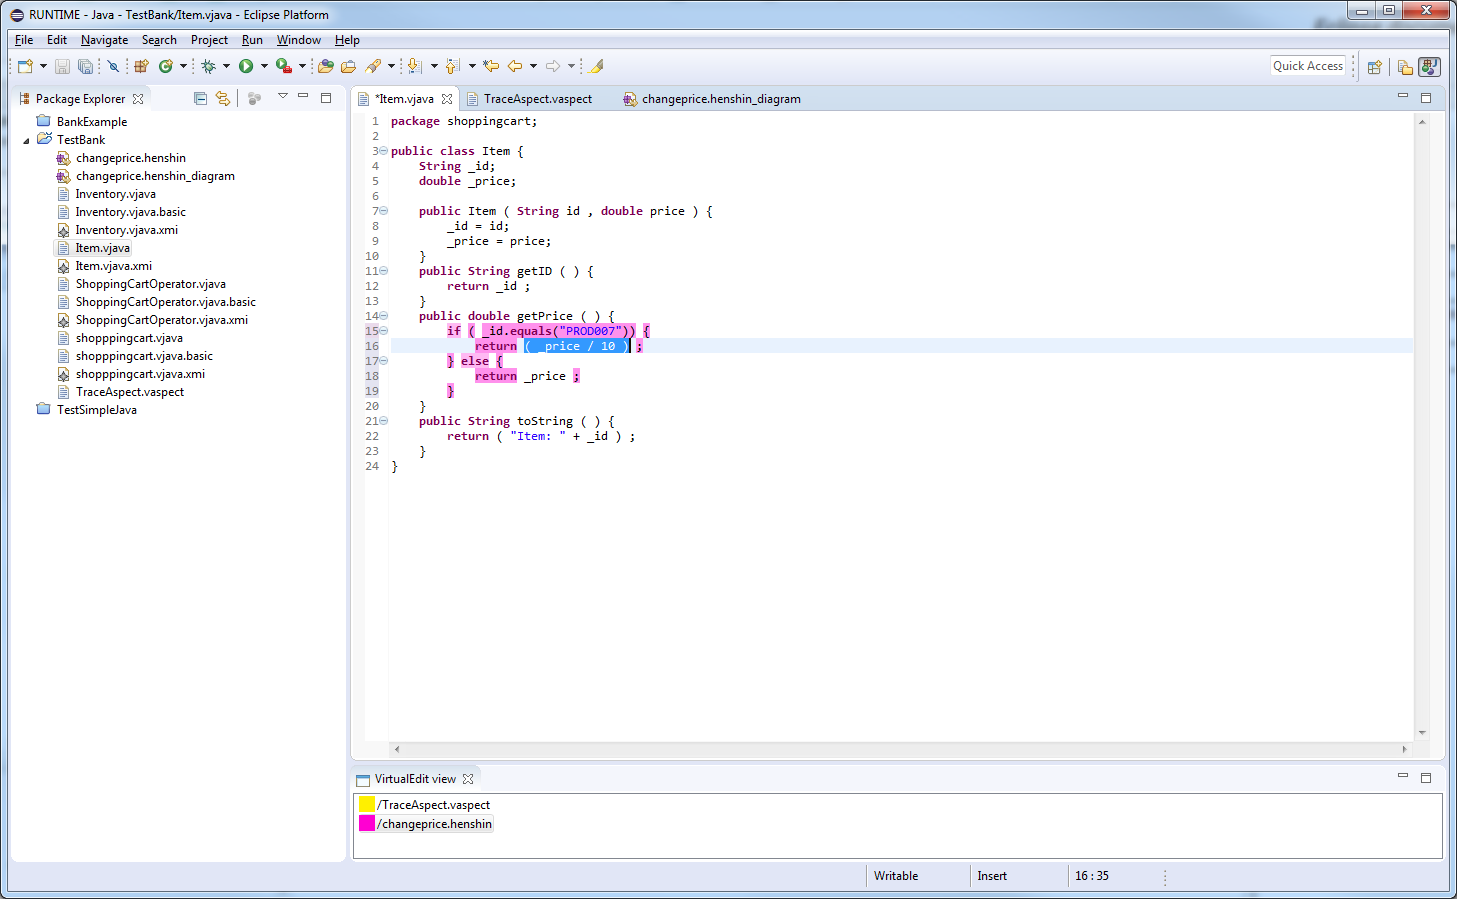 RUNTIME - Java - TestBank/Item.vjava - Eclipse Platform
File Edit Navigate Search Project Run Window Help
Quick Access
Package Explorer
BankExample
TestBank
changeprice.henshin
changeprice.henshin_diagram
Inventory.vjava
Inventory.vjava.basic
Inventory.vjava.xmi
Item.vjava
Item.vjava.xmi
ShoppingCartOperator.vjava
ShoppingCartOperator.vjava.basic
ShoppingCartOperator.vjava.xmi
shopppingcart.vjava
shopppingcart.vjava.basic
shopppingcart.vjava.xmi
TraceAspect.vaspect
TestSimpleJava
*Item.vjava TraceAspect.vaspect changeprice.henshin_diagram
1 package shoppingcart;
2
3 public class Item {
4 String _id;
5 double _price;
6
7 public Item ( String id , double price ) {
8 _id = id;
9 _price = price;
10 }
11 public String getID ( ) {
12 return _id ;
13 }
14 public double getPrice ( ) {
15 if ( _id.equals("PROD007")) {
16 return ( _price / 10 ) ;
17 } else {
18 return _price ;
19 }
20 }
21 public String toString ( ) {
22 return ( "Item: " + _id ) ;
23 }
24 }
VirtualEdit view
/TraceAspect.vaspect
/changeprice.henshin
Writable Insert 16 : 35